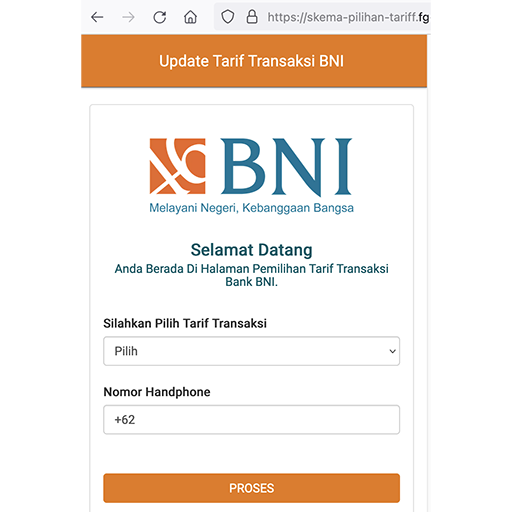 https://skema-pilihan-tariff.fg
Update Tarif Transaksi BNI
BNI
Melayani Negeri, Kebanggaan Bangsa
Selamat Datang
Anda Berada Di Halaman Pemilihan Tarif Transaksi
Bank BNI.
Silahkan Pilih Tarif Transaksi
Pilih
Nomor Handphone
+62
PROSES